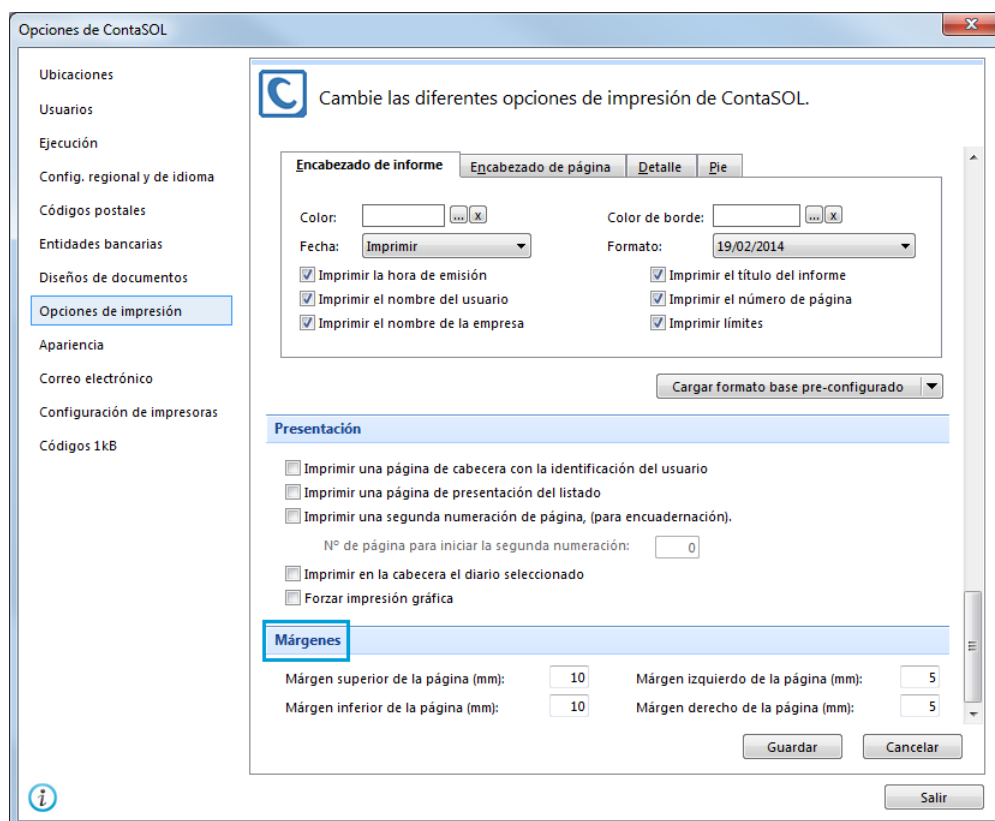 Opciones de ContaSOL
x
Ubicaciones
Usuarios
Ejecución
Config. regional y de idioma
Códigos postales
Entidades bancarias
Diseños de documentos
Opciones de impresión
Apariencia
Correo electrónico
Configuración de impresoras
Códigos 1kB
C
Cambie las diferentes opciones de impresión de ContaSOL.
Encabezado de informe Encabezado de página Detalle Pie
Color: ... x Color de borde: ... x
Fecha: Imprimir Formato: 19/02/2014
Imprimir la hora de emisión Imprimir el título del informe
Imprimir el nombre del usuario Imprimir el número de página
Imprimir el nombre de la empresa Imprimir límites
Cargar formato base pre-configurado
Presentación
Imprimir una página de cabecera con la identificación del usuario
Imprimir una página de presentación del listado
Imprimir una segunda numeración de página, (para encuadernación).
Nº de página para iniciar la segunda numeración: 0
Imprimir en la cabecera el diario seleccionado
Forzar impresión gráfica
Márgenes
Márgen superior de la página (mm): 10 Márgen izquierdo de la página (mm): 5
Márgen inferior de la página (mm): 10 Márgen derecho de la página (mm): 5
Guardar Cancelar
i
Salir